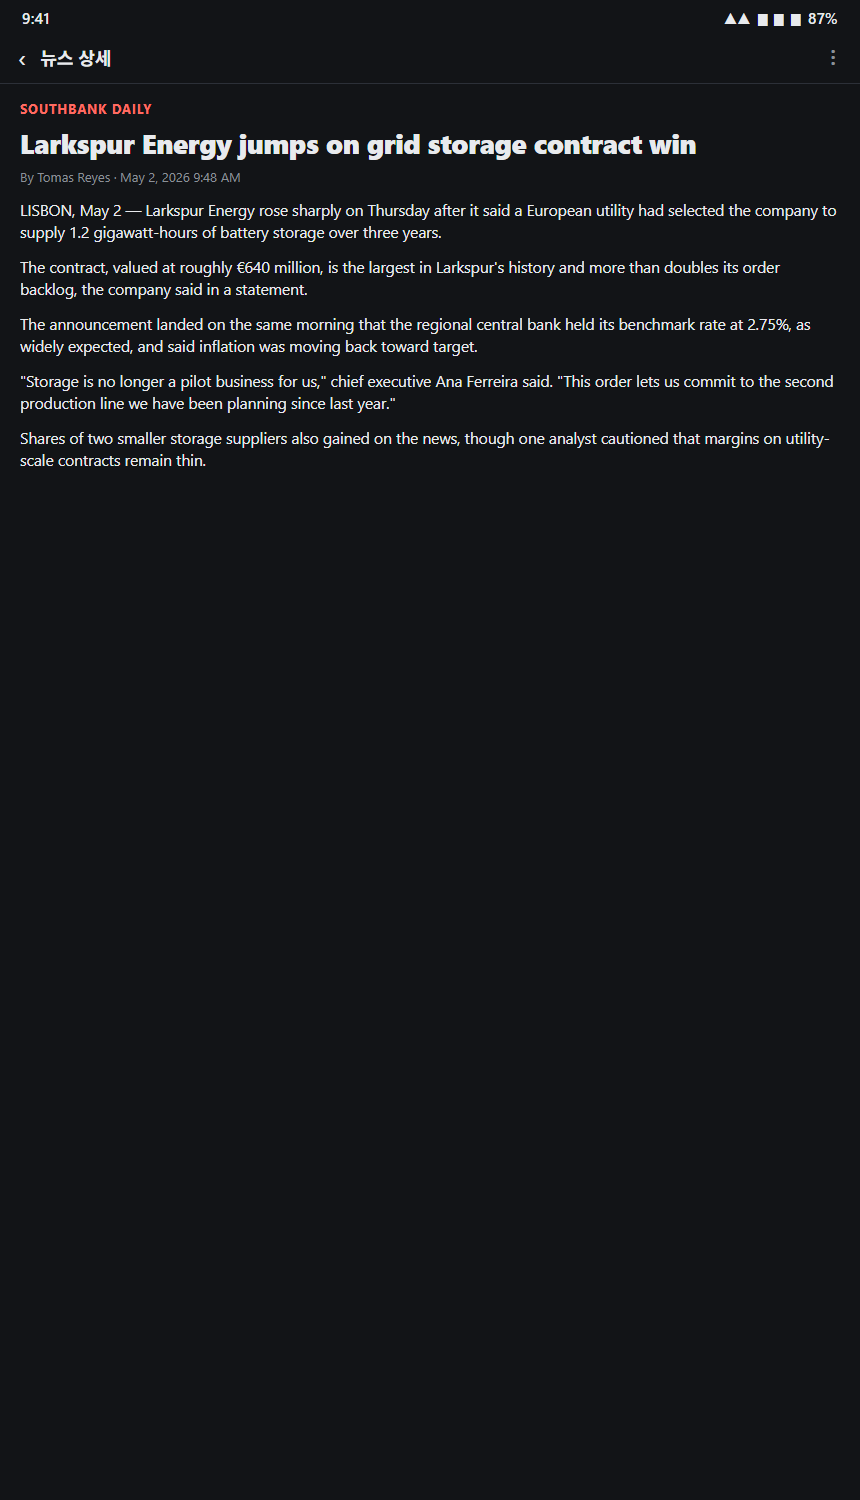 9:41
87%
뉴스 상세
SOUTHBANK DAILY
Larkspur Energy jumps on grid storage contract win
By Tomas Reyes · May 2, 2026 9:48 AM
LISBON, May 2 — Larkspur Energy rose sharply on Thursday after it said a European utility had selected the company to
supply 1.2 gigawatt-hours of battery storage over three years.
The contract, valued at roughly €640 million, is the largest in Larkspur's history and more than doubles its order
backlog, the company said in a statement.
The announcement landed on the same morning that the regional central bank held its benchmark rate at 2.75%, as
widely expected, and said inflation was moving back toward target.
"Storage is no longer a pilot business for us," chief executive Ana Ferreira said. "This order lets us commit to the second
production line we have been planning since last year."
Shares of two smaller storage suppliers also gained on the news, though one analyst cautioned that margins on utility-
scale contracts remain thin.